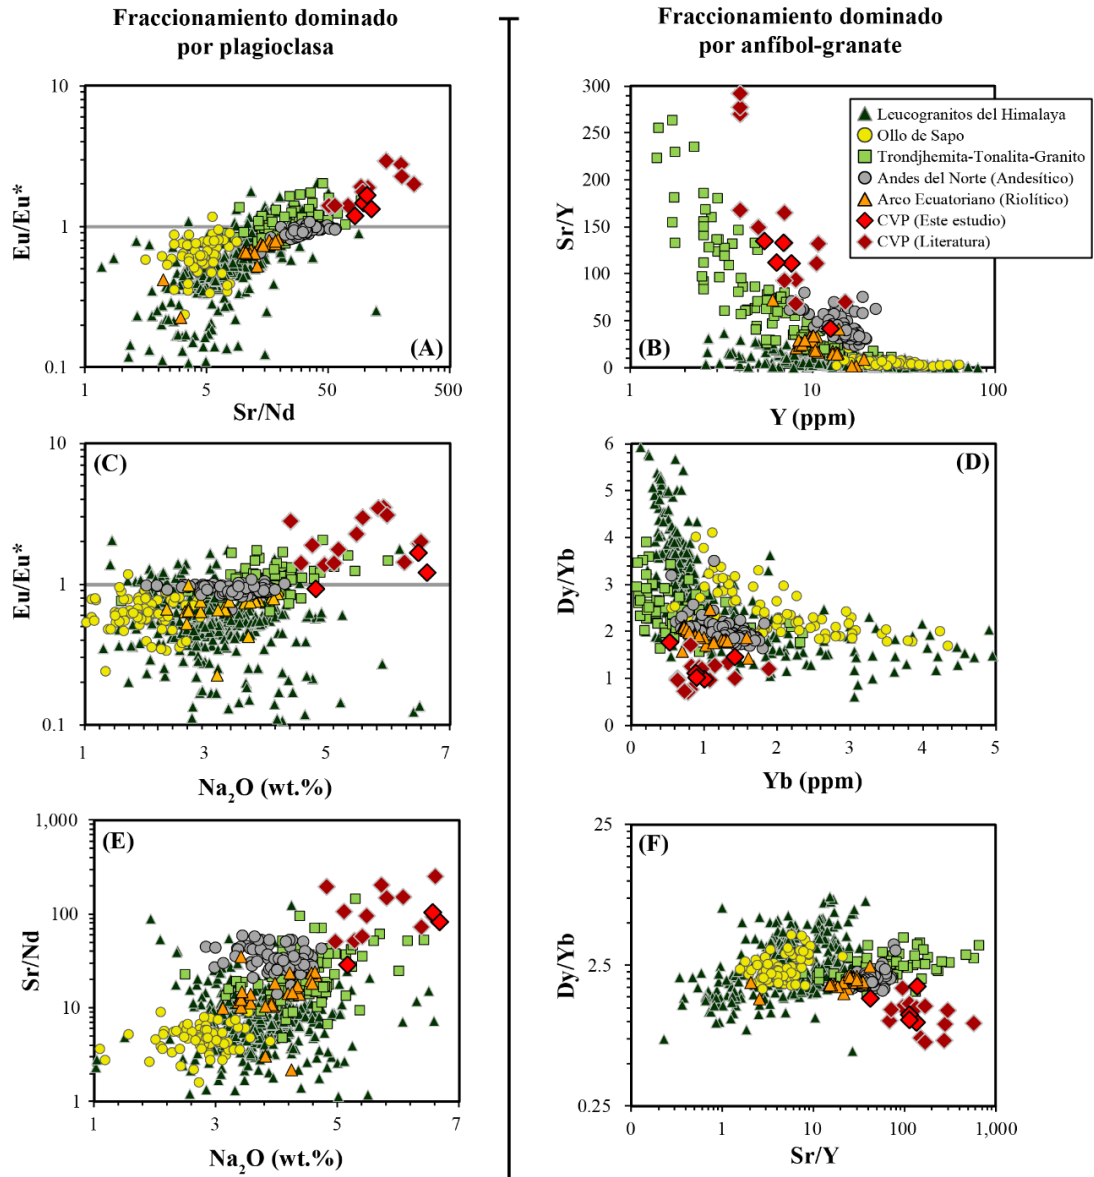 Fraccionamiento dominado
por plagioclasa
Fraccionamiento dominado
por anfíbol-granate
10
1
0.1
Eu/Eu*
(A)
1
5
5
50
500
Sr/Nd
300
250
200
150
100
50
0
Sr/Y
(B)
1
10
100
Y (ppm)
Leucogranitos del Himalaya
Ollo de Sapo
Trondjhemita-Tonalita-Granito
Andes del Norte (Andesítico)
Arco Ecuatoriano (Riolítico)
CVP (Este estudio)
CVP (Literatura)
10
1
0.1
Eu/Eu*
(C)
1
3
5
7
Na2O (wt.%)
6
5
4
3
2
1
0
Dy/Yb
(D)
0
1
2
3
4
5
Yb (ppm)
1,000
100
10
1
Sr/Nd
(E)
1
3
5
7
Na2O (wt.%)
25
2.5
0.25
Dy/Yb
(F)
0
1
10
100
1,000
Sr/Y